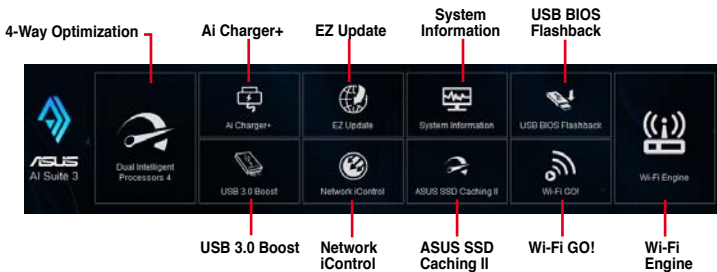 4-Way Optimization
Ai Charger+
EZ Update
System
Information
USB BIOS
Flashback
ASUS
AI Suite 3
Dual Intelligent
Processors 4
Ai Charger+
EZ Update
System Information
USB BIOS Flashback
Wi-Fi Engine
USB 3.0 Boost
Network iControl
ASUS SSD Caching II
Wi-Fi GO!
USB 3.0 Boost
Network
iControl
ASUS SSD
Caching II
Wi-Fi GO!
Wi-Fi
Engine